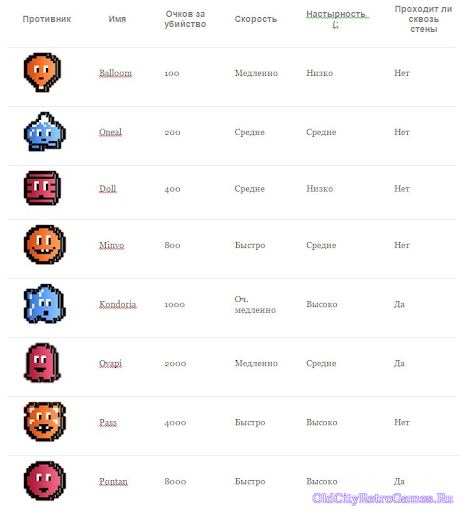 Противник Имя Очков за убийство Скорость Настырность (; Проходит ли сквозь стены
Balloom 100 Медленно Низко Нет
Oneal 200 Средне Средне Нет
Doll 400 Средне Низко Нет
Minvo 800 Быстро Средне Нет
Kondoria 1000 Оч. медленно Высоко Да
Ovapi 2000 Медленно Средне Да
Pass 4000 Быстро Высоко Нет
Pontan 8000 Быстро Высоко Да
OldCityRetroGames.Ru